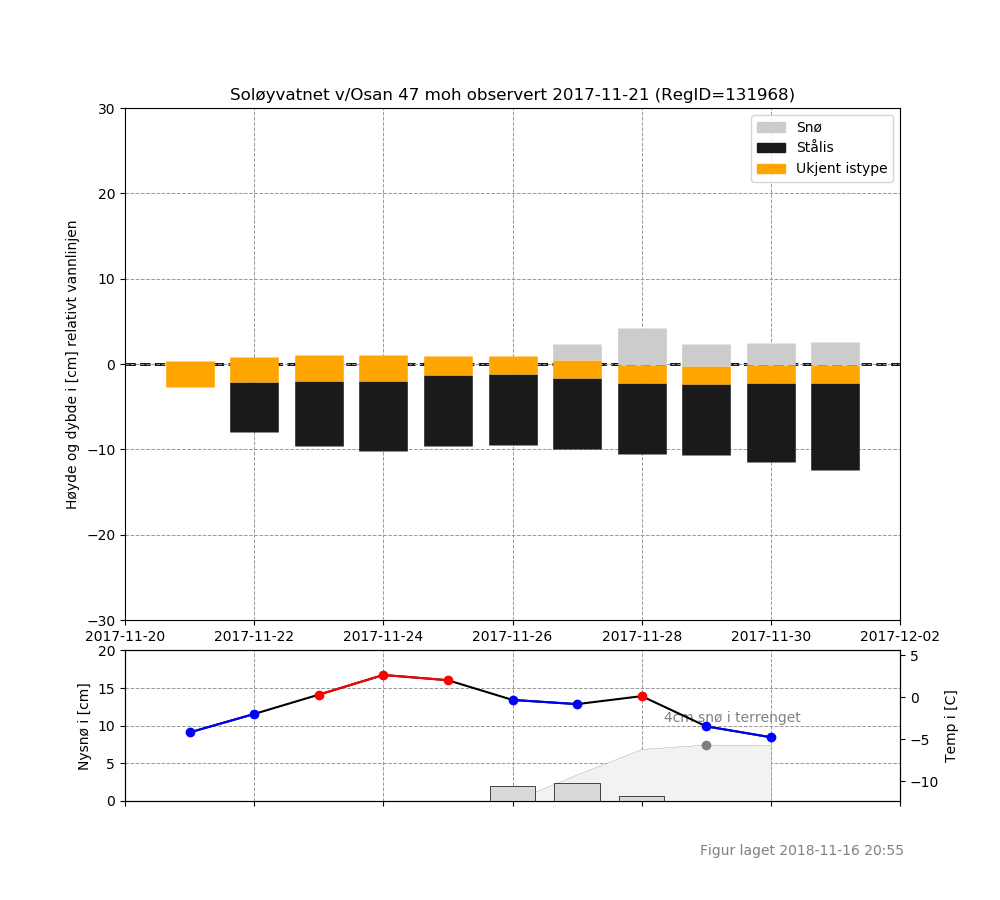 Soløyvatnet v/Osan 47 moh observert 2017-11-21 (RegID=131968)
30
20
10
0
−10
−20
−30
Høyde og dybde i [cm] relativt vannlinjen
Snø
Stålis
Ukjent istype
2017-11-20 2017-11-22 2017-11-24 2017-11-26 2017-11-28 2017-11-30 2017-12-02
20
15
10
5
0
Nysnø i [cm]
4cm snø i terrenget
5
0
−5
−10
Temp i [C]
Figur laget 2018-11-16 20:55